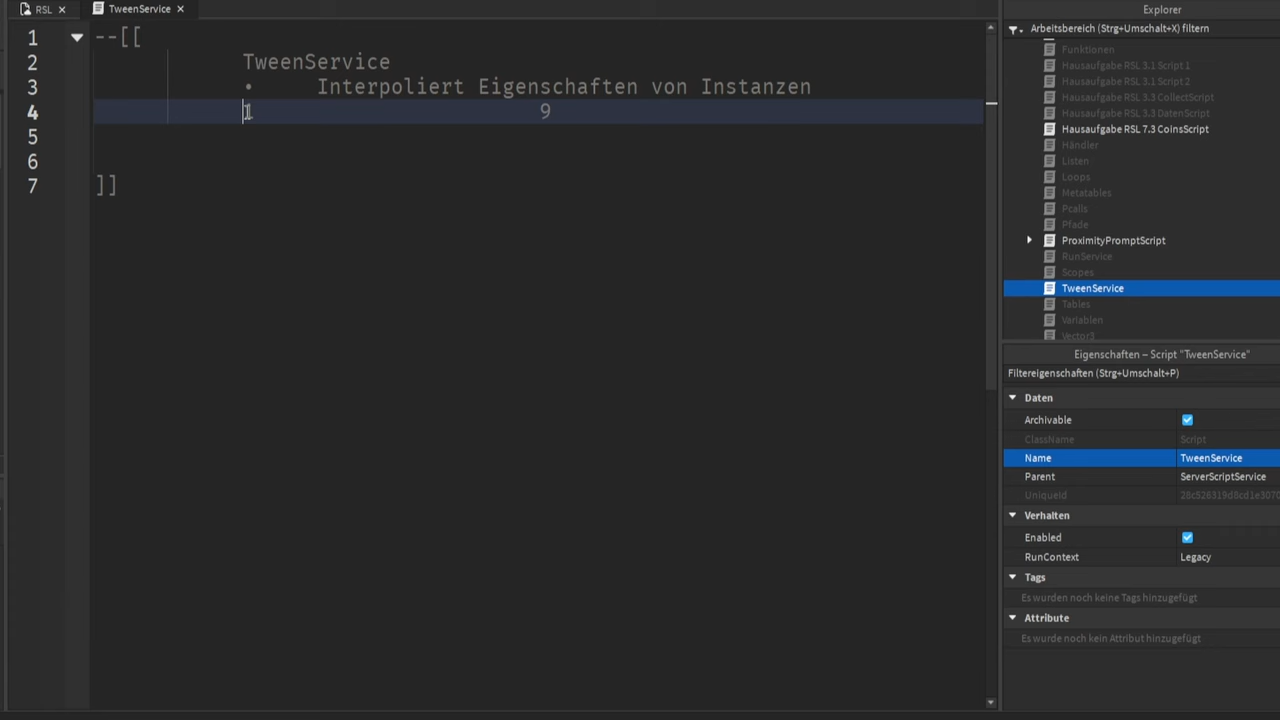 RSL
TweenService
1 --[[
2 TweenService
3 • Interpoliert Eigenschaften von Instanzen
4 9
5
6
7 ]]
Explorer
Arbeitsbereich (Strg+Umschalt+X) filtern
Funktionen
Hausaufgabe RSL 3.1 Script 1
Hausaufgabe RSL 3.1 Script 2
Hausaufgabe RSL 3.3 CollectScript
Hausaufgabe RSL 3.3 DatenScript
Hausaufgabe RSL 7.3 CoinsScript
Händler
Listen
Loops
Metatables
Pcalls
Pfade
ProximityPromptScript
RunService
Scopes
TweenService
Tables
Variablen
Vector3
Eigenschaften – Script "TweenService"
Filtereigenschaften (Strg+Umschalt+P)
Daten
Archivable
ClassName Script
Name TweenService
Parent ServerScriptService
UniqueId 28c526319d8cd1e3070
Verhalten
Enabled
RunContext Legacy
Tags
Es wurden noch keine Tags hinzugefügt
Attribute
Es wurde noch kein Attribut hinzugefügt